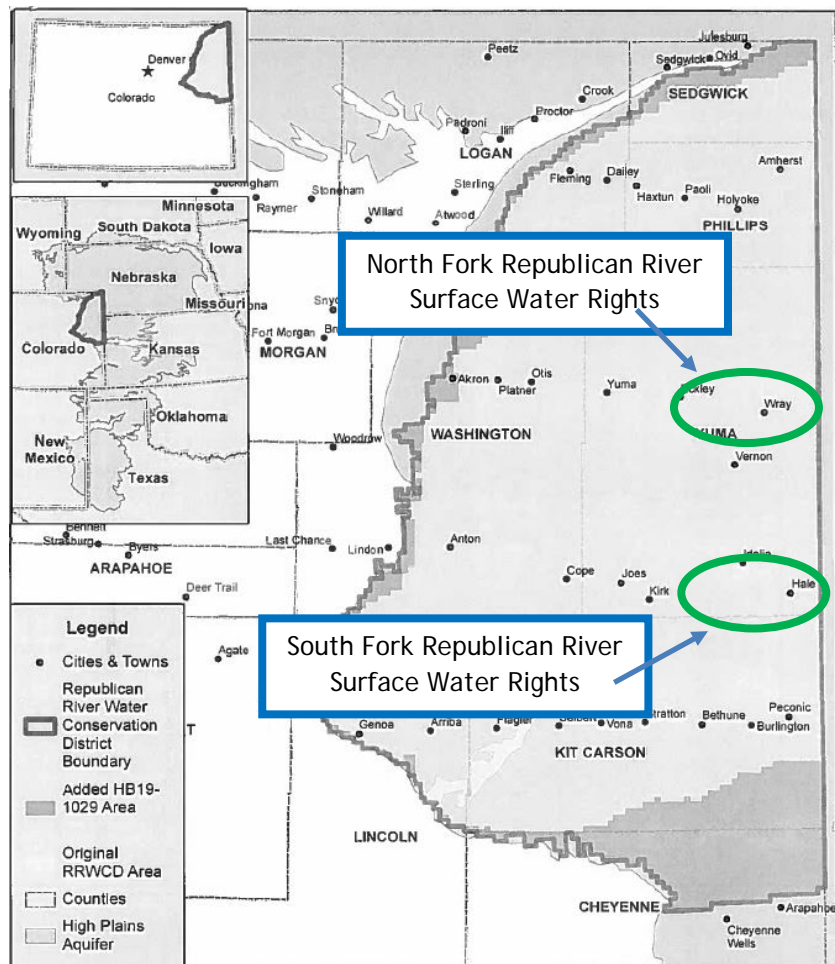 Denver
Colorado
Peetz
Julesburg
Sedgwick
Ovid
SEDGWICK
Crook
Proctor
Padroni
Iliff
LOGAN
Amherst
Fleming
Dailey
Haxtun
Paoli
Holyoke
PHILLIPS
Stoneham
Sterling
Raymer
Willard
Atwood
Minnesota
Wyoming
South Dakota
Iowa
Nebraska
Missouri
Colorado
Kansas
Oklahoma
New
Mexico
Texas
North Fork Republican River
Surface Water Rights
Fort Morgan
MORGAN
Akron
Platner
Otis
Yuma
Wray
WASHINGTON
Vernon
Woodrow
Bennett
Strasburg
Byers
ARAPAHOE
Last Chance
Lindon
Anton
Deer Trail
Cope
Joes
Kirk
Idalia
Hale
Agate
South Fork Republican River
Surface Water Rights
Genoa
Arriba
Flagler
Seibert
Vona
Stratton
Bethune
Peconic
Burlington
KIT CARSON
LINCOLN
CHEYENNE
Arapahoe
Cheyenne
Wells
Legend
Cities & Towns
Republican
River Water
Conservation
District
Boundary
Added HB19-
1029 Area
Original
RRWCD Area
Counties
High Plains
Aquifer